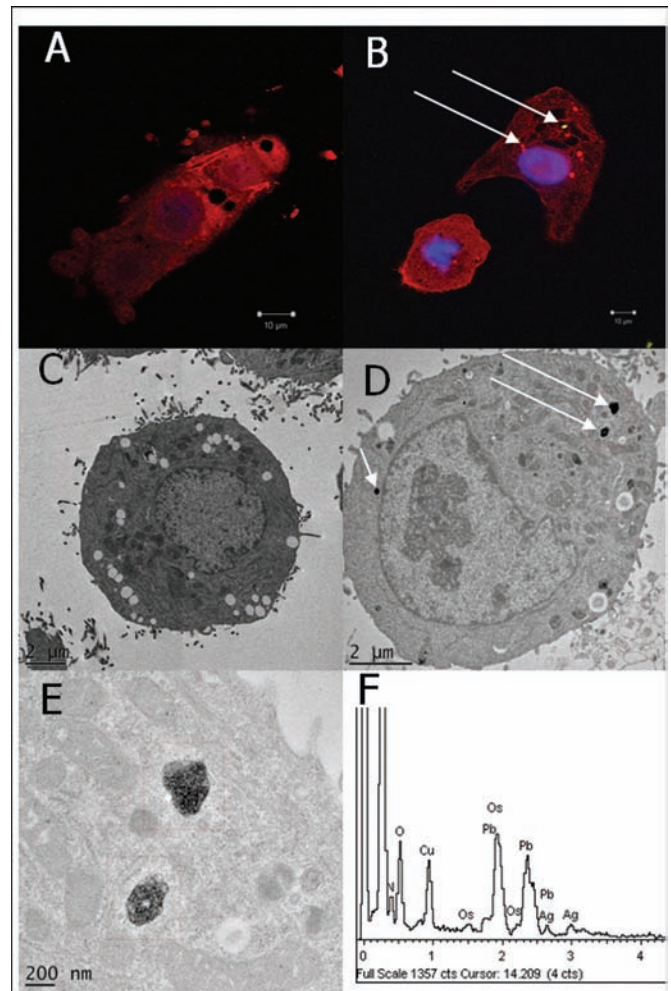 A
B
10 µm
10 µm
C
D
2 µm
2 µm
E
F
200 nm
Os
O
Pb
Pb
Cu
N
Pb
Os
Os
Ag
Ag
0 1 2 3 4
Full Scale 1357 cts Cursor: 14.209 (4 cts)